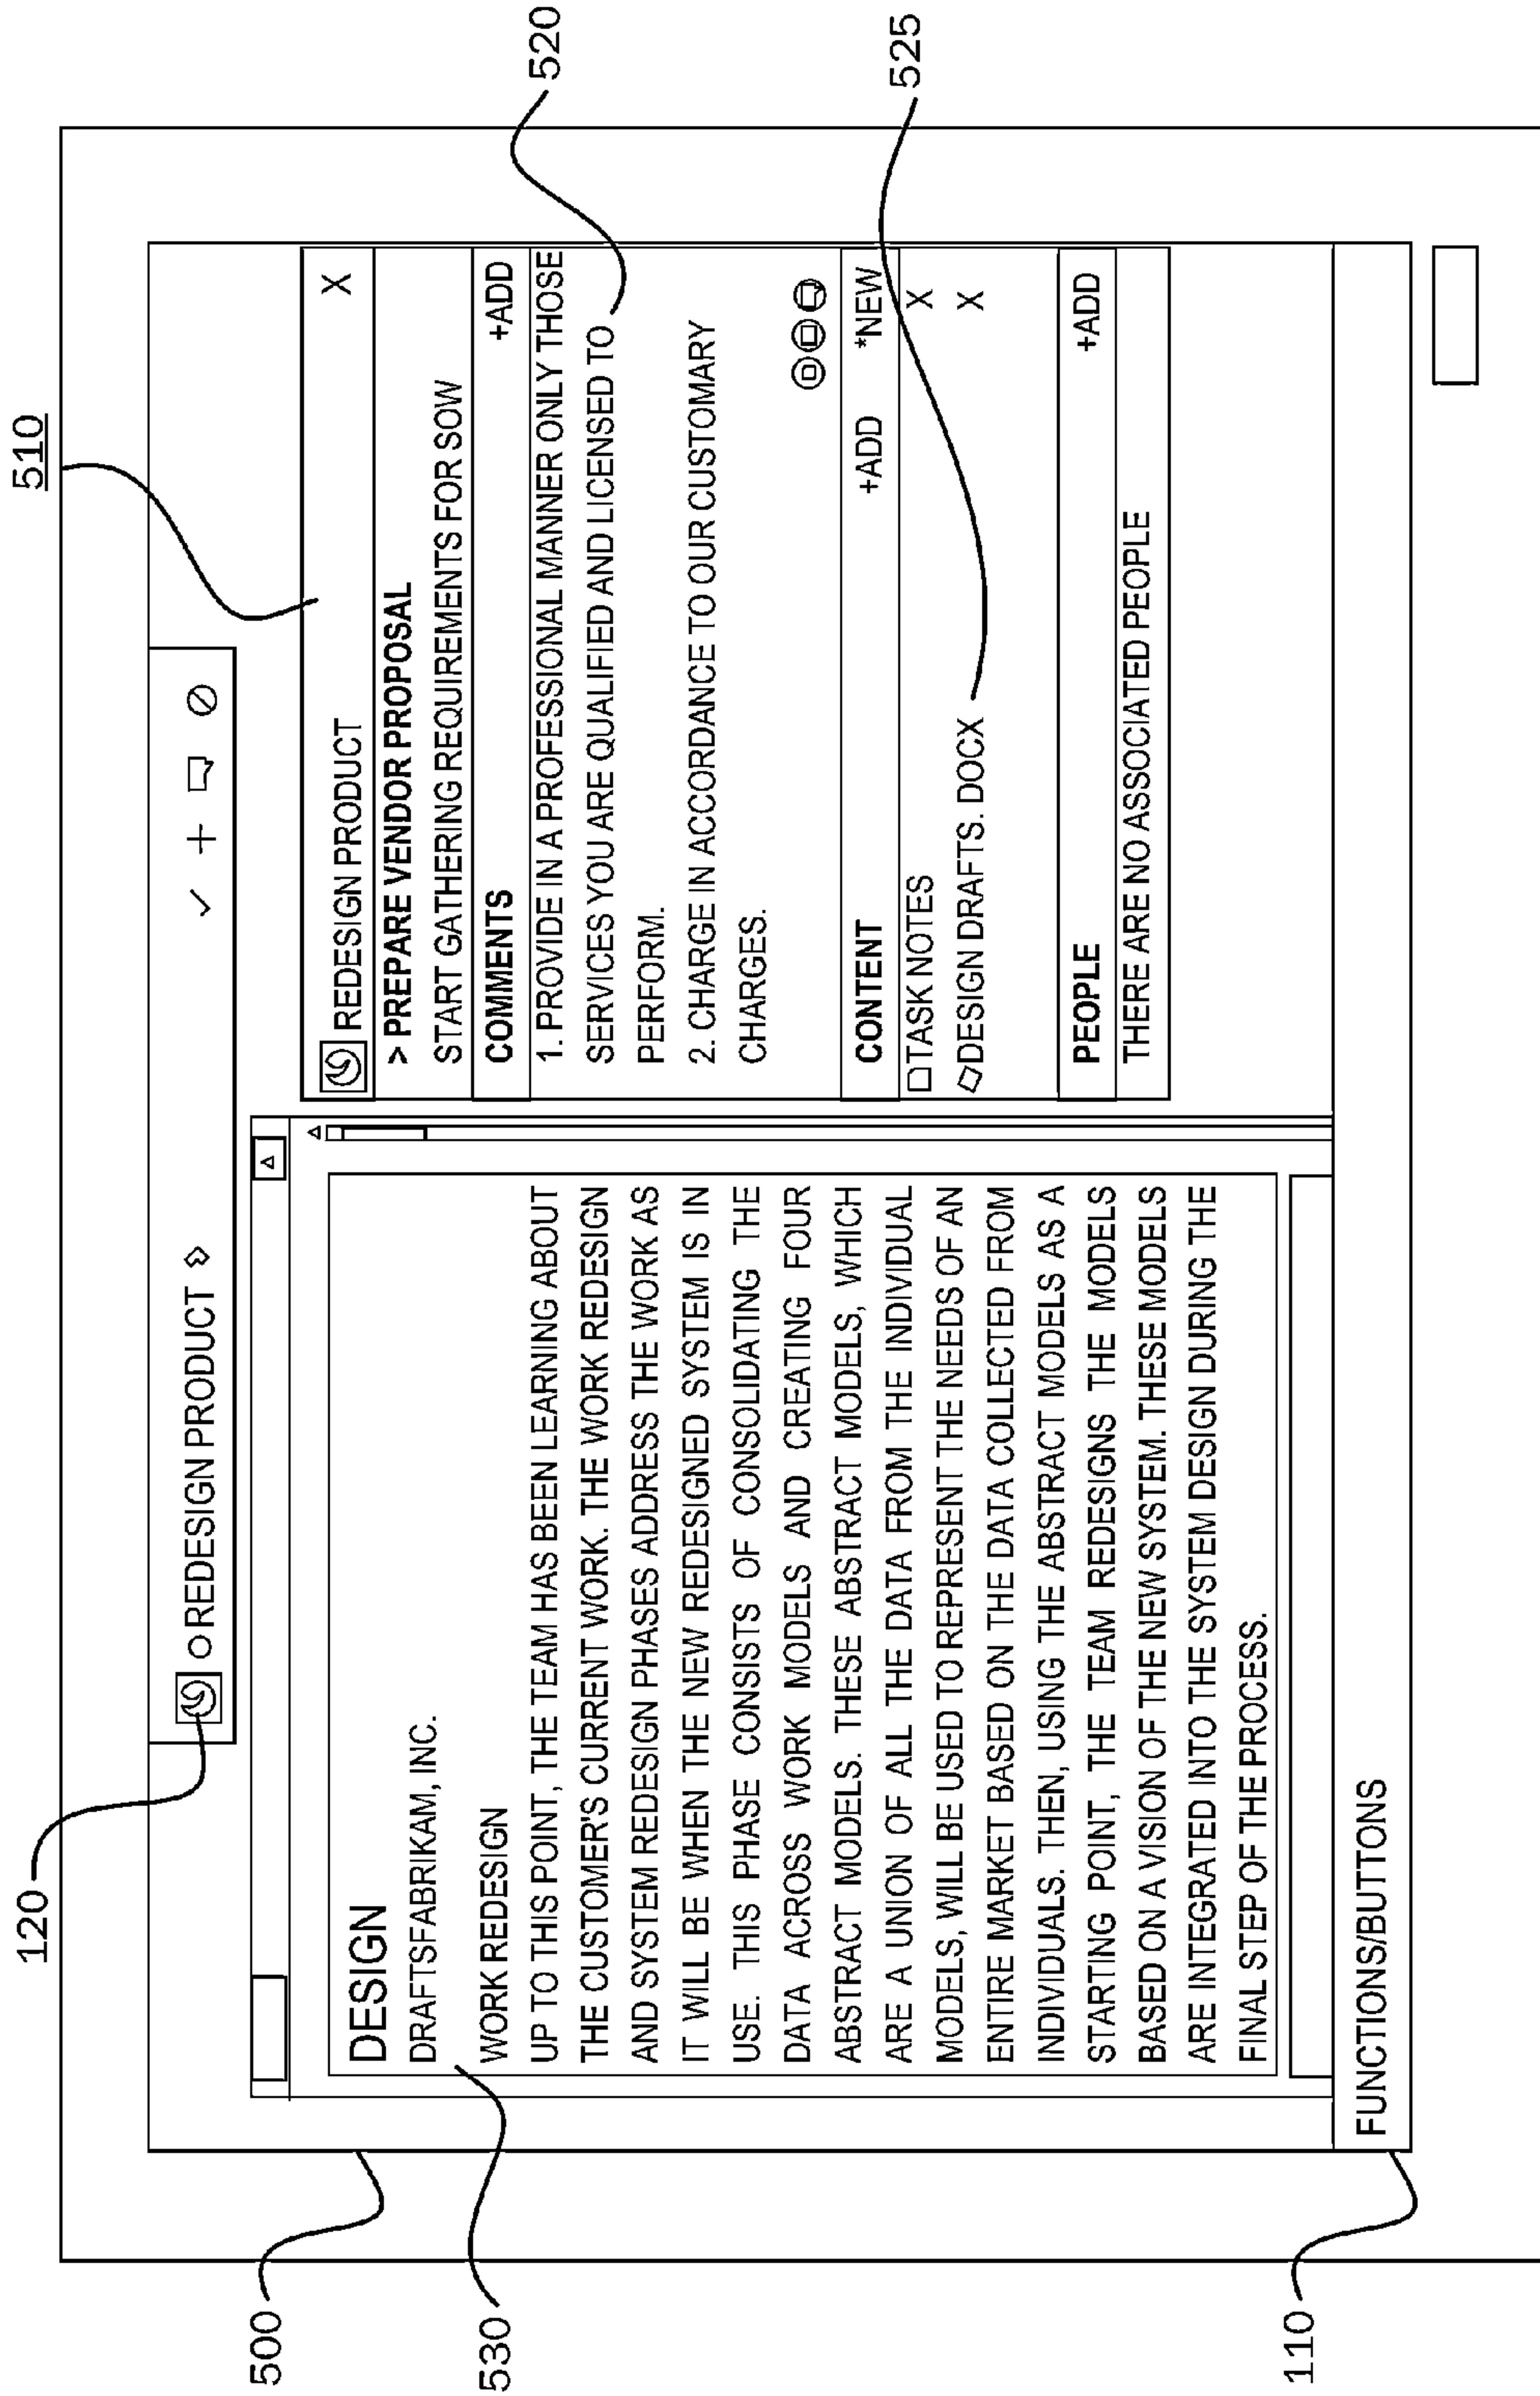 510
120
520
525
500
530
110
O REDESIGN PRODUCT
DESIGN
DRAFTSFABRIKAM, INC.
WORK REDESIGN
UP TO THIS POINT, THE TEAM HAS BEEN LEARNING ABOUT
THE CUSTOMER'S CURRENT WORK. THE WORK REDESIGN
AND SYSTEM REDESIGN PHASES ADDRESS THE WORK AS
IT WILL BE WHEN THE NEW REDESIGNED SYSTEM IS IN
USE. THIS PHASE CONSISTS OF CONSOLIDATING THE
DATA ACROSS WORK MODELS AND CREATING FOUR
ABSTRACT MODELS. THESE ABSTRACT MODELS, WHICH
ARE A UNION OF ALL THE DATA FROM THE INDIVIDUAL
MODELS, WILL BE USED TO REPRESENT THE NEEDS OF AN
ENTIRE MARKET BASED ON THE DATA COLLECTED FROM
INDIVIDUALS. THEN, USING THE ABSTRACT MODELS AS A
STARTING POINT, THE TEAM REDESIGNS THE MODELS
BASED ON A VISION OF THE NEW SYSTEM. THESE MODELS
ARE INTEGRATED INTO THE SYSTEM DESIGN DURING THE
FINAL STEP OF THE PROCESS.
REDESIGN PRODUCT X
> PREPARE VENDOR PROPOSAL
START GATHERING REQUIREMENTS FOR SOW
COMMENTS +ADD
1. PROVIDE IN A PROFESSIONAL MANNER ONLY THOSE
SERVICES YOU ARE QUALIFIED AND LICENSED TO
PERFORM.
2. CHARGE IN ACCORDANCE TO OUR CUSTOMARY
CHARGES.
CONTENT +ADD *NEW
TASK NOTES X
DESIGN DRAFTS. DOCX X
PEOPLE +ADD
THERE ARE NO ASSOCIATED PEOPLE
FUNCTIONS/BUTTONS